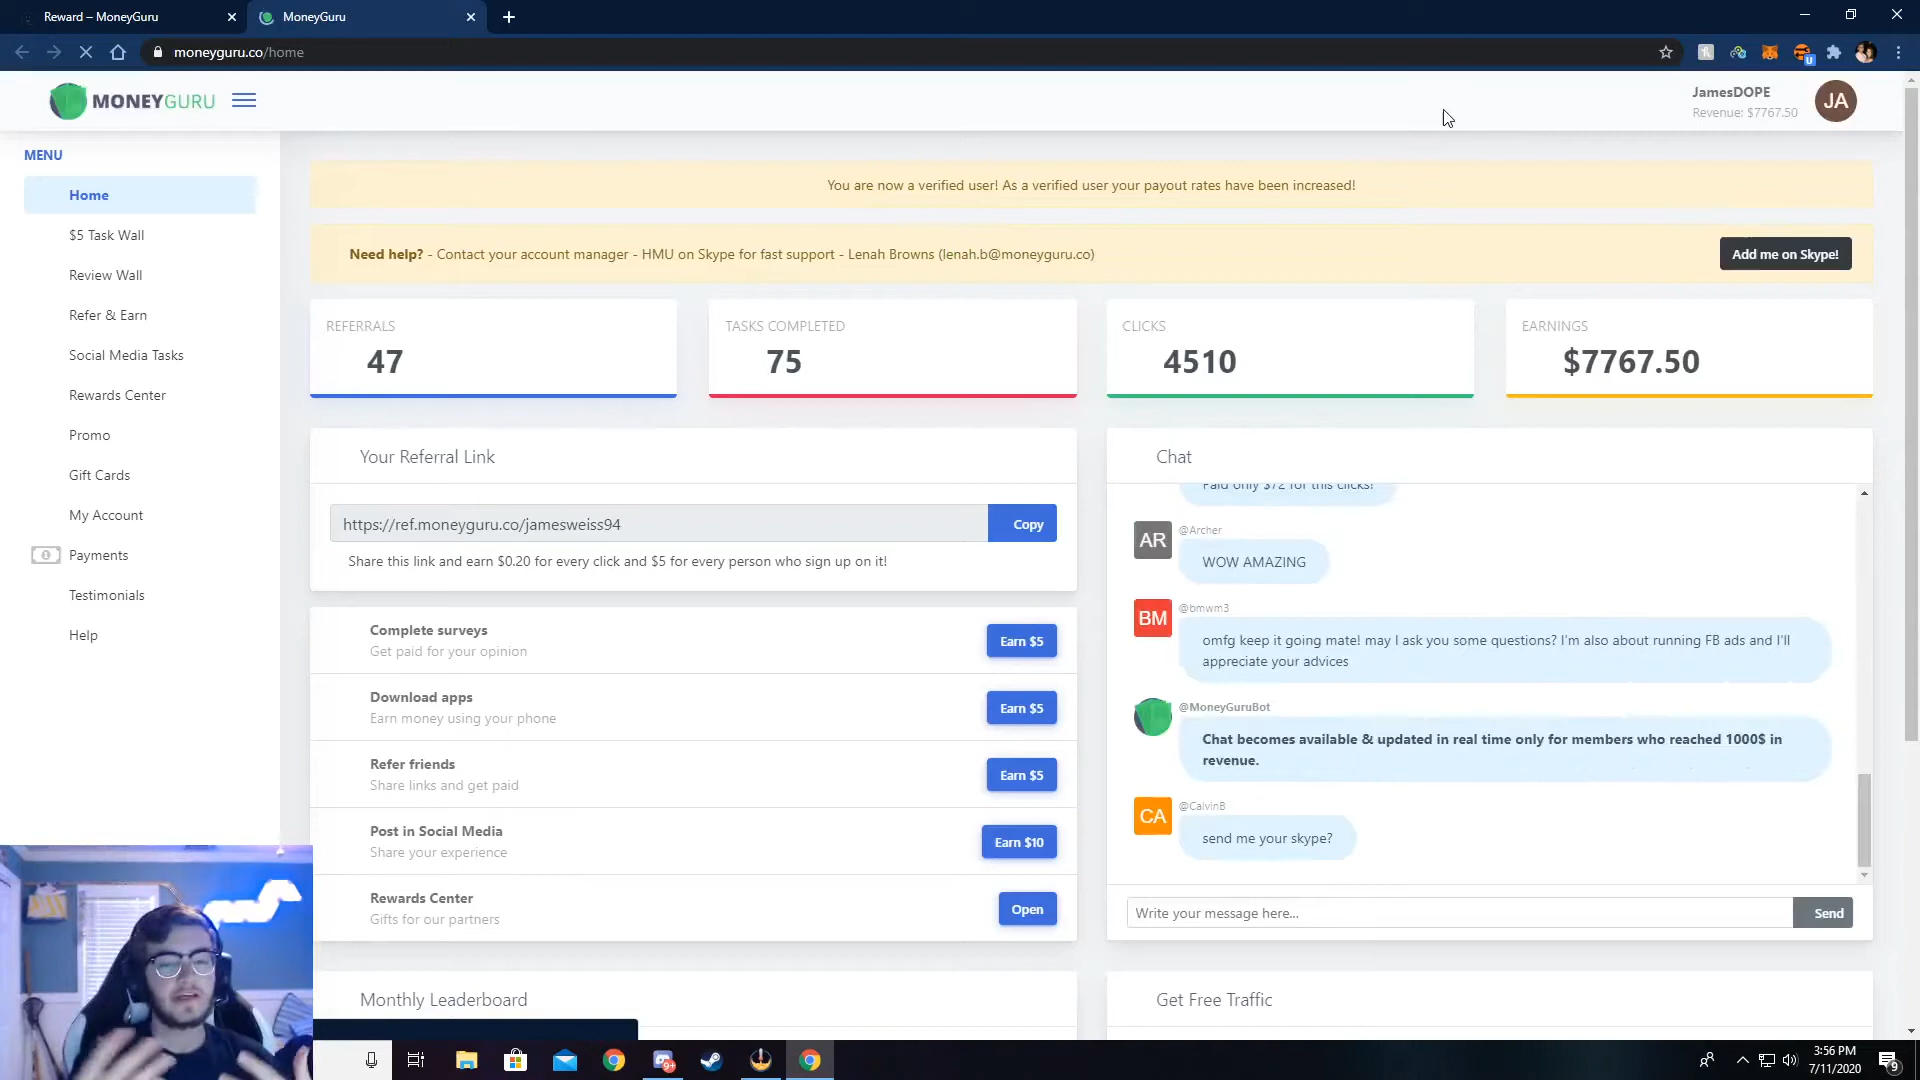 Reward – MoneyGuru
MoneyGuru
moneyguru.co/home
MONEYGURU
JamesDOPE
Revenue: $7767.50
JA
MENU
Home
$5 Task Wall
Review Wall
Refer & Earn
Social Media Tasks
Rewards Center
Promo
Gift Cards
My Account
Payments
Testimonials
Help
You are now a verified user! As a verified user your payout rates have been increased!
Need help? - Contact your account manager - HMU on Skype for fast support - Lenah Browns (lenah.b@moneyguru.co)
Add me on Skype!
REFERRALS
47
TASKS COMPLETED
75
CLICKS
4510
EARNINGS
$7767.50
Your Referral Link
https://ref.moneyguru.co/jamesweiss94
Copy
Share this link and earn $0.20 for every click and $5 for every person who sign up on it!
Complete surveys
Get paid for your opinion
Earn $5
Download apps
Earn money using your phone
Earn $5
Refer friends
Share links and get paid
Earn $5
Post in Social Media
Share your experience
Earn $10
Rewards Center
Gifts for our partners
Open
Chat
Paid only $72 for this clicks!
AR
@Archer
WOW AMAZING
BM
@bmwm3
omfg keep it going mate! may I ask you some questions? I'm also about running FB ads and I'll
appreciate your advices
@MoneyGuruBot
Chat becomes available & updated in real time only for members who reached 1000$ in
revenue.
CA
@CalvinB
send me your skype?
Write your message here...
Send
Monthly Leaderboard
Get Free Traffic
9+
3:56 PM
7/11/2020
9